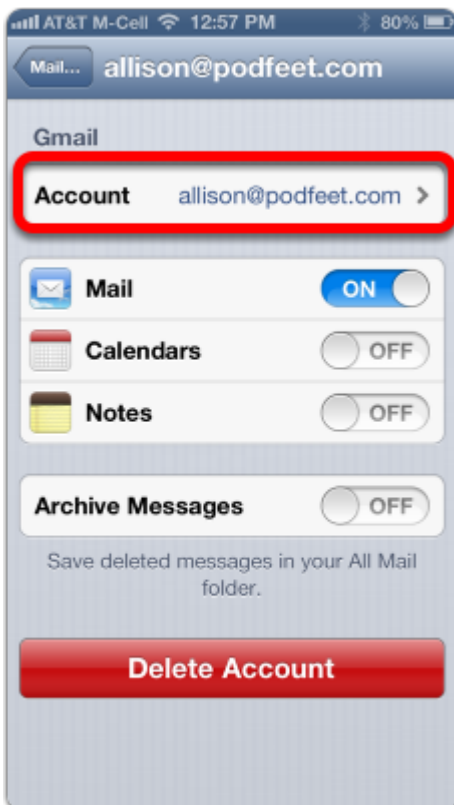 AT&T M-Cell 12:57 PM 80%
Mail... allison@podfeet.com
Gmail
Account allison@podfeet.com
Mail ON
Calendars OFF
Notes OFF
Archive Messages OFF
Save deleted messages in your All Mail
folder.
Delete Account